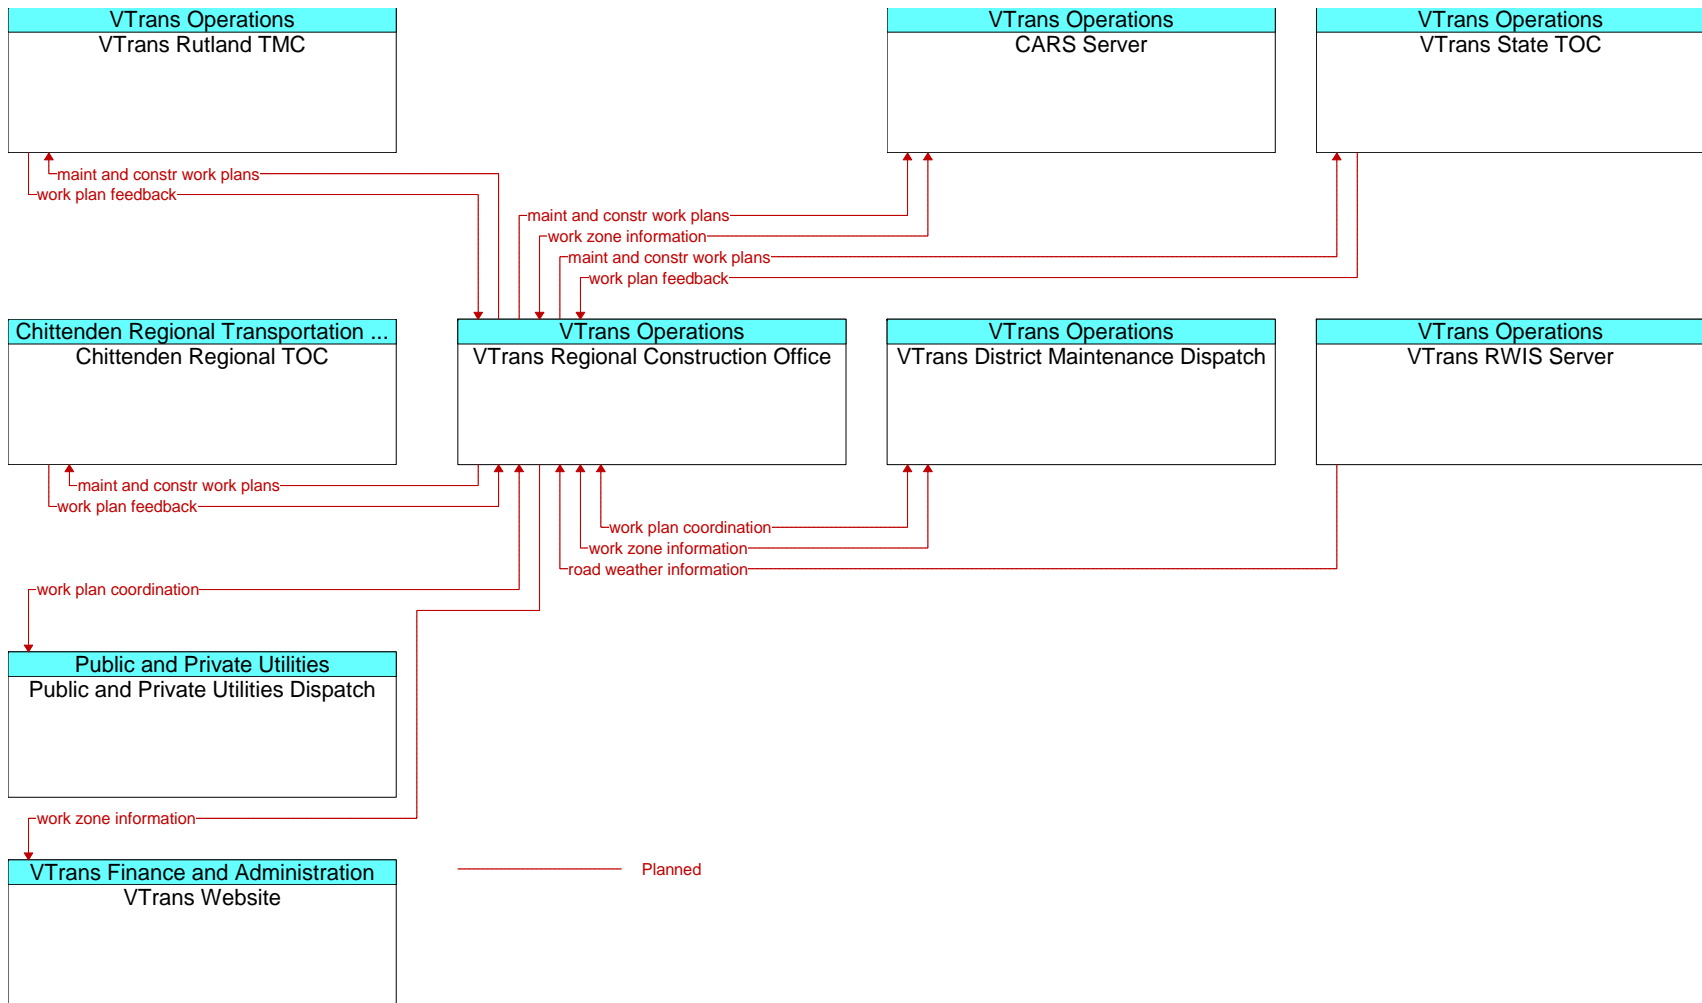 VTrans Operations
VTrans Rutland TMC
VTrans Operations
CARS Server
VTrans Operations
VTrans State TOC
maint and constr work plans
work plan feedback
maint and constr work plans
work zone information
maint and constr work plans
work plan feedback
Chittenden Regional Transportation ...
Chittenden Regional TOC
VTrans Operations
VTrans Regional Construction Office
VTrans Operations
VTrans District Maintenance Dispatch
VTrans Operations
VTrans RWIS Server
maint and constr work plans
work plan feedback
work plan coordination
work zone information
road weather information
work plan coordination
Public and Private Utilities
Public and Private Utilities Dispatch
work zone information
VTrans Finance and Administration
VTrans Website
Planned